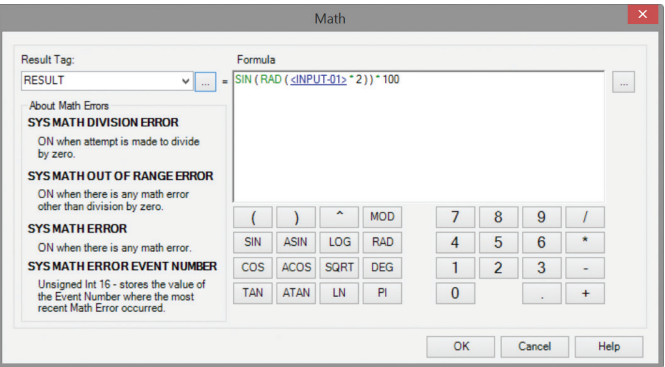 Math
Result Tag:
RESULT
...
=
Formula
SIN ( RAD ( <INPUT-01> * 2 ) ) * 100
...
About Math Errors
SYS MATH DIVISION ERROR
ON when attempt is made to divide
by zero.
SYS MATH OUT OF RANGE ERROR
ON when there is any math error
other than division by zero.
SYS MATH ERROR
ON when there is any math error.
SYS MATH ERROR EVENT NUMBER
Unsigned Int 16 - stores the value of
the Event Number where the most
recent Math Error occurred.
( ) ^ MOD 7 8 9 /
SIN ASIN LOG RAD 4 5 6 *
COS ACOS SQRT DEG 1 2 3 -
TAN ATAN LN PI 0 . +
OK Cancel Help